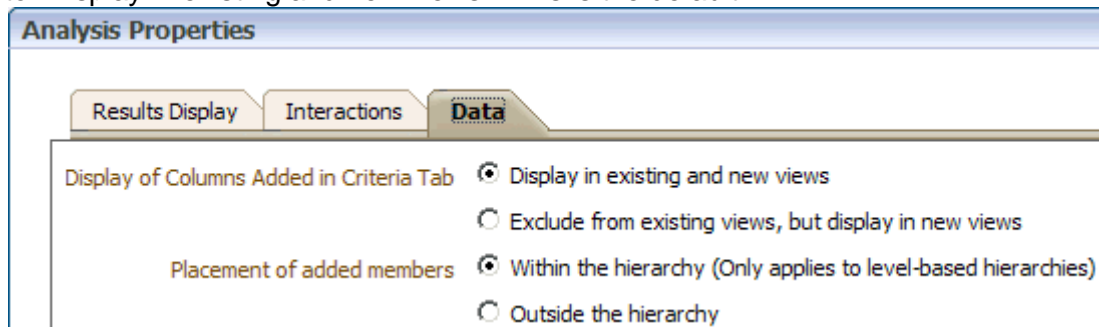 Analysis Properties
Results Display Interactions Data
Display of Columns Added in Criteria Tab Display in existing and new views
Exclude from existing views, but display in new views
Placement of added members Within the hierarchy (Only applies to level-based hierarchies)
Outside the hierarchy